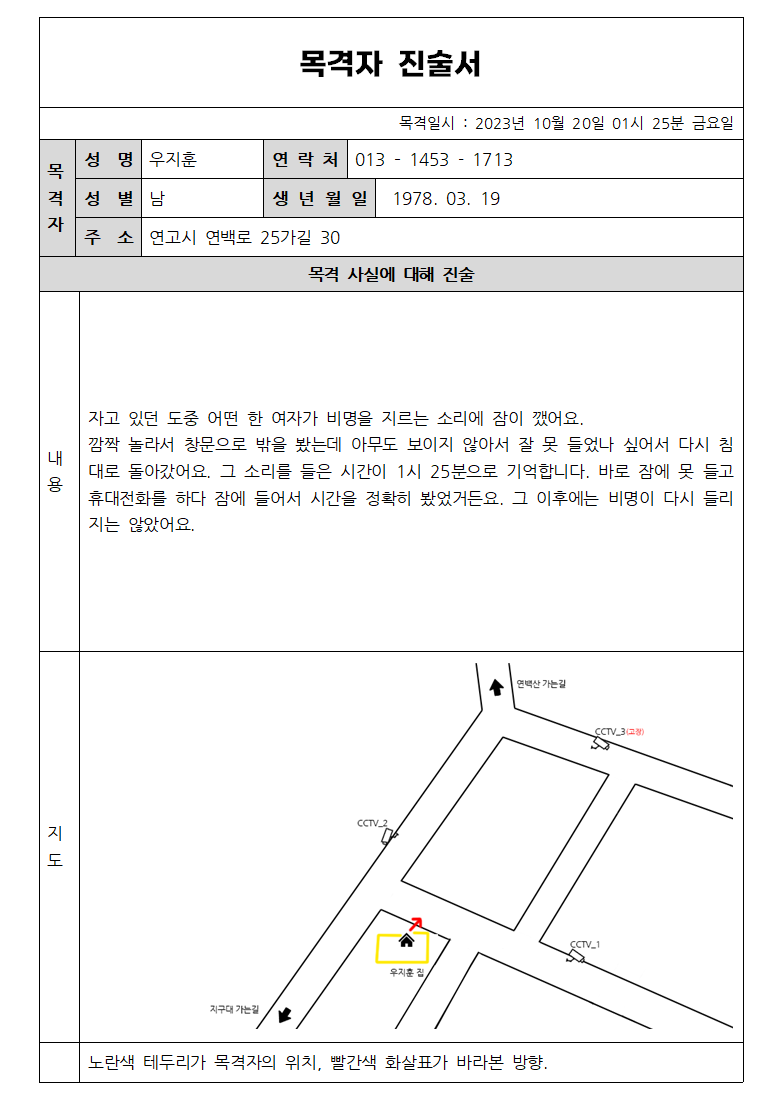 목격자 진술서
목격일시 : 2023년 10월 20일 01시 25분 금요일
목격자
성 명 우지훈 연 락 처 013 - 1453 - 1713
성 별 남 생 년 월 일 1978. 03. 19
주 소 연고시 연백로 25가길 30
목격 사실에 대해 진술
내용
자고 있던 도중 어떤 한 여자가 비명을 지르는 소리에 잠이 깼어요.
깜짝 놀라서 창문으로 밖을 봤는데 아무도 보이지 않아서 잘 못 들었나 싶어서 다시 침
대로 돌아갔어요. 그 소리를 들은 시간이 1시 25분으로 기억합니다. 바로 잠에 못 들고
휴대전화를 하다 잠에 들어서 시간을 정확히 봤었거든요. 그 이후에는 비명이 다시 들리
지는 않았어요.
지도
연백산 가는길
CCTV_3(고장)
CCTV_2
CCTV_1
우지훈 집
지구대 가는길
노란색 테두리가 목격자의 위치, 빨간색 화살표가 바라본 방향.